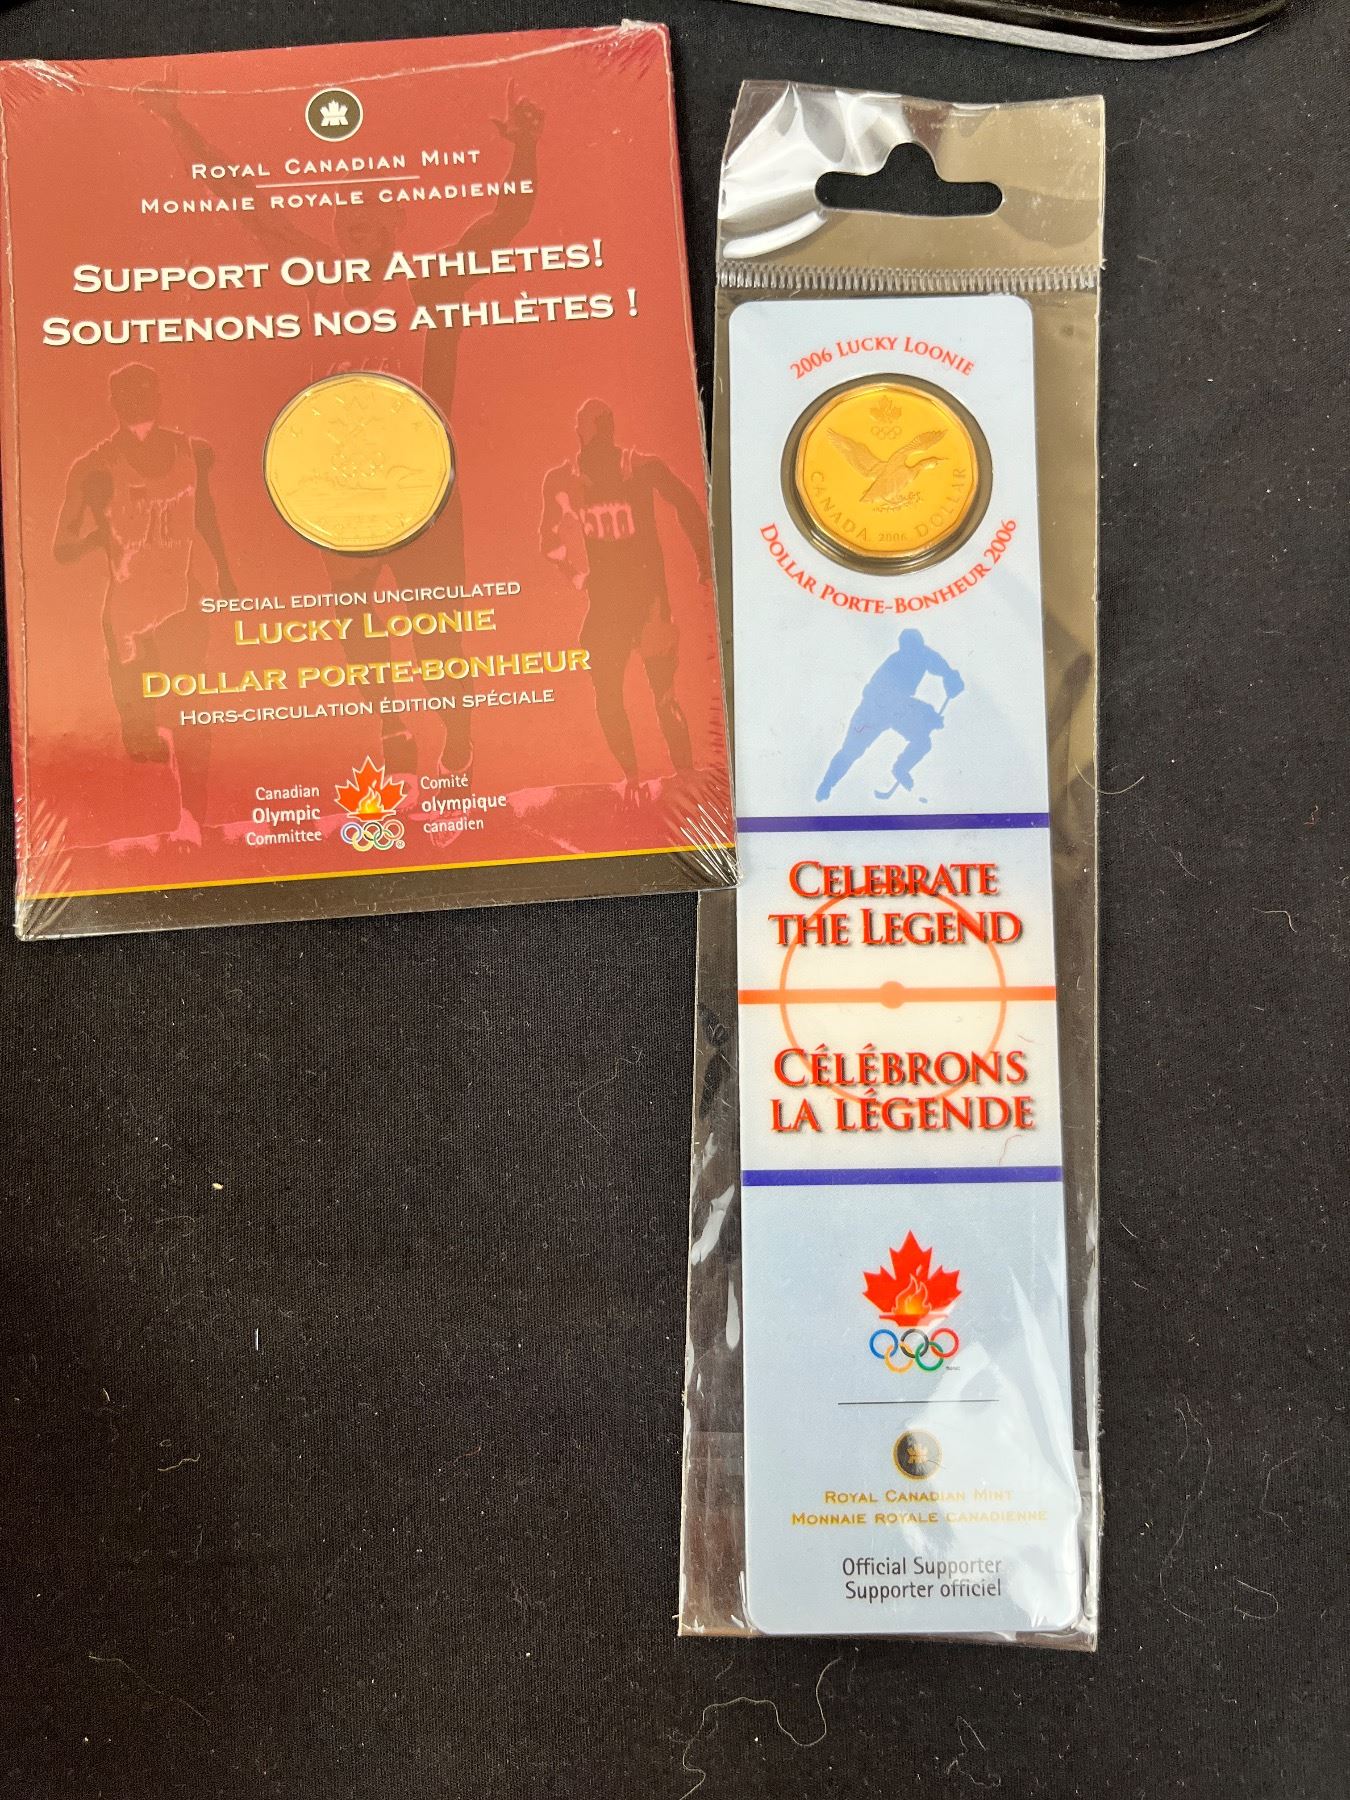 ROYAL CANADIAN MINT
MONNAIE ROYALE CANADIENNE
SUPPORT OUR ATHLETES!
SOUTENONS NOS ATHLÈTES !
SPECIAL EDITION UNCIRCULATED
LUCKY LOONIE
DOLLAR PORTE-BONHEUR
HORS-CIRCULATION ÉDITION SPÉCIALE
Canadian
Olympic
Committee
Comité
olympique
canadien
2006 LUCKY LOONIE
CANADA 2006 DOLLAR
DOLLAR PORTE-BONHEUR 2006
CELEBRATE
THE LEGEND
CÉLÉBRONS
LA LÉGENDE
ROYAL CANADIAN MINT
MONNAIE ROYALE CANADIENNE
Official Supporter
Supporter officiel